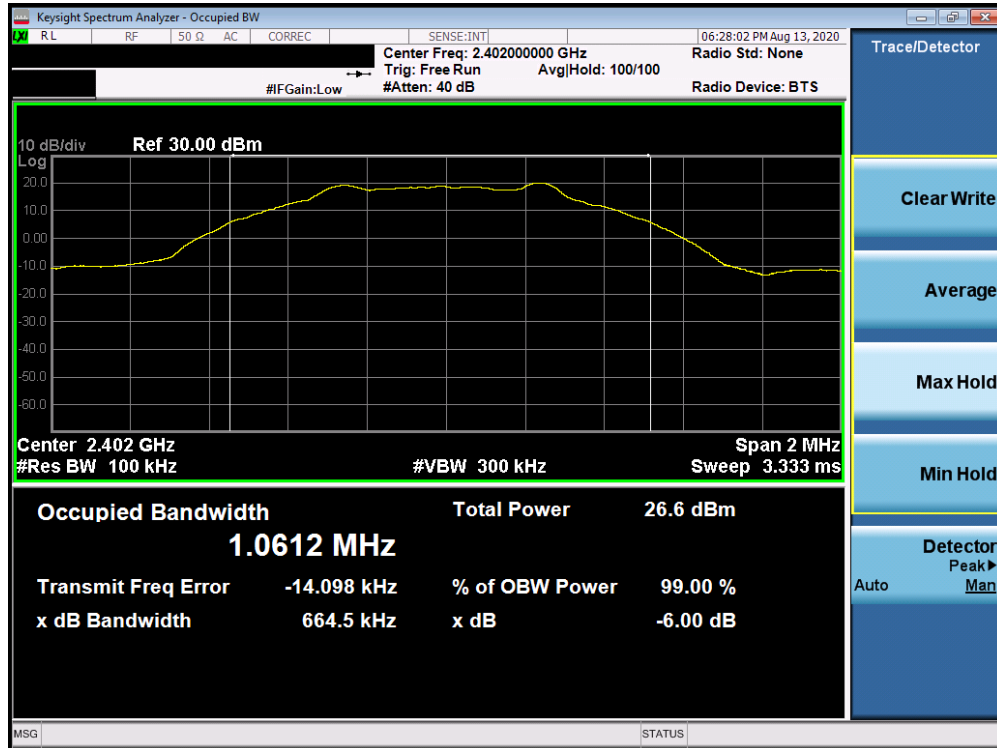 Keysight Spectrum Analyzer - Occupied BW
LXI RL RF 50 Ω AC CORREC SENSE:INT 06:28:02 PM Aug 13, 2020
Center Freq: 2.402000000 GHz Radio Std: None
Trig: Free Run Avg|Hold: 100/100
#IFGain:Low #Atten: 40 dB Radio Device: BTS
Trace/Detector
10 dB/div Ref 30.00 dBm
Log
20.0
10.0
0.00
-10.0
-20.0
-30.0
-40.0
-50.0
-60.0
Center 2.402 GHz Span 2 MHz
#Res BW 100 kHz #VBW 300 kHz Sweep 3.333 ms
Occupied Bandwidth Total Power 26.6 dBm
1.0612 MHz
Transmit Freq Error -14.098 kHz % of OBW Power 99.00 %
x dB Bandwidth 664.5 kHz x dB -6.00 dB
Clear Write
Average
Max Hold
Min Hold
Detector
Peak▶
Auto Man
MSG STATUS